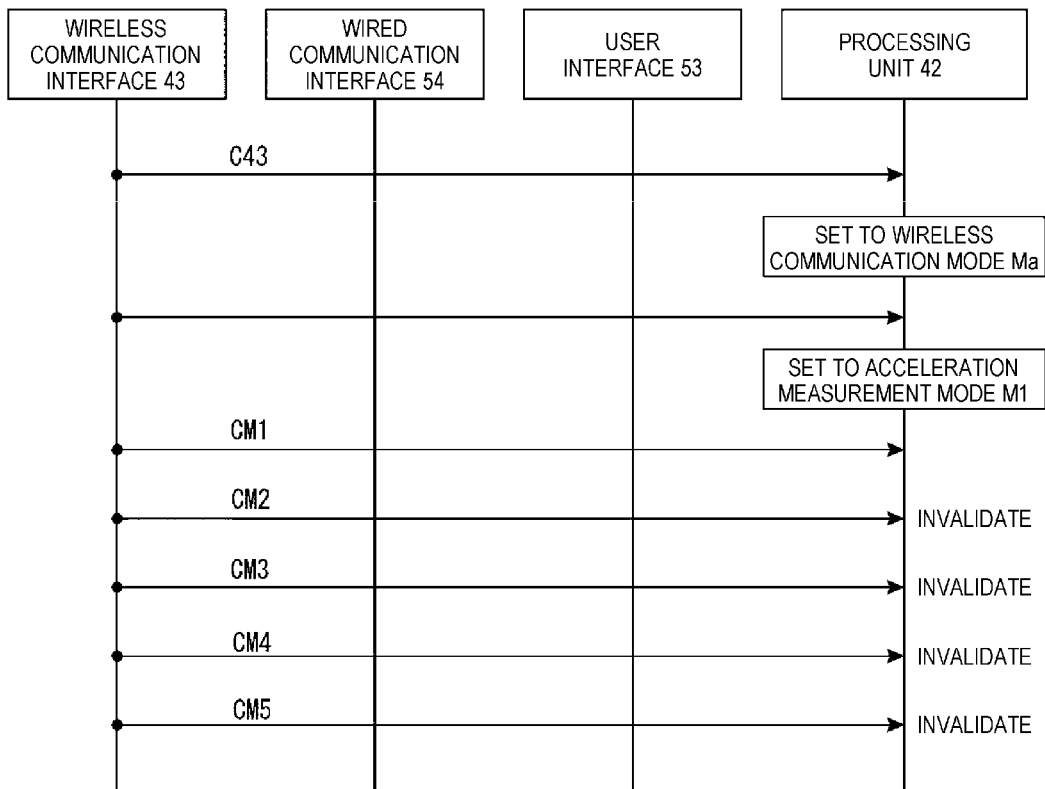 WIRELESS
COMMUNICATION
INTERFACE 43
WIRED
COMMUNICATION
INTERFACE 54
USER
INTERFACE 53
PROCESSING
UNIT 42
C43
SET TO WIRELESS
COMMUNICATION MODE Ma
SET TO ACCELERATION
MEASUREMENT MODE M1
CM1
CM2
INVALIDATE
CM3
INVALIDATE
CM4
INVALIDATE
CM5
INVALIDATE